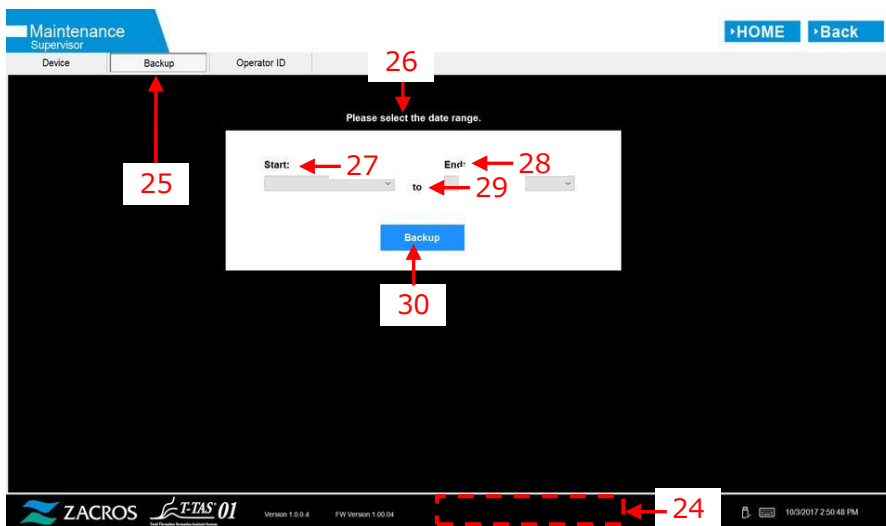 Maintenance
Supervisor
‣HOME
‣Back
Device
Backup
Operator ID
26
Please select the date range.
25
Start:
27
End:
28
to
29
Backup
30
24
ZACROS
T-TAS 01
Version 1.0.0.4
FW Version 1.00.04
10/3/2017 2:50:48 PM